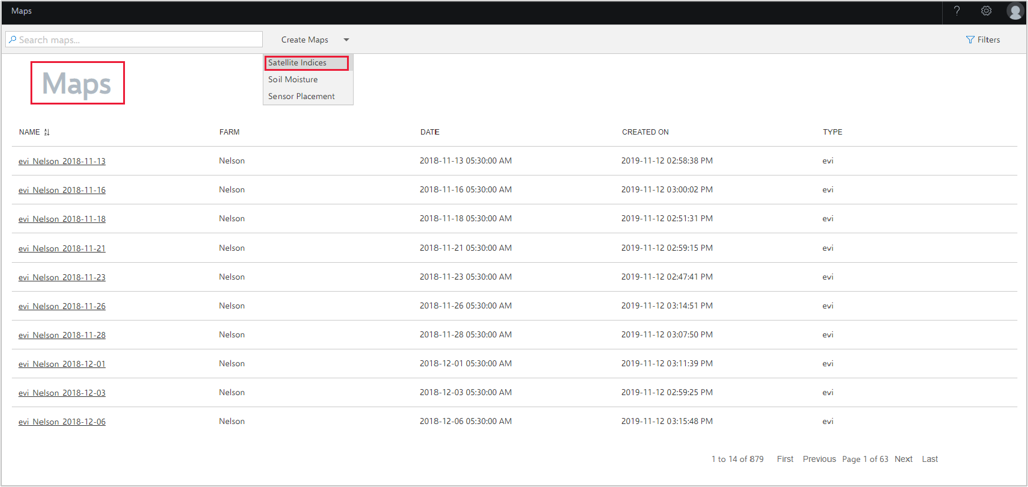 Maps
?
Search maps...
Create Maps
Filters
Satellite Indices
Soil Moisture
Sensor Placement
Maps
NAME FARM DATE CREATED ON TYPE
evi_Nelson_2018-11-13 Nelson 2018-11-13 05:30:00 AM 2019-11-12 02:58:38 PM evi
evi_Nelson_2018-11-16 Nelson 2018-11-16 05:30:00 AM 2019-11-12 03:00:02 PM evi
evi_Nelson_2018-11-18 Nelson 2018-11-18 05:30:00 AM 2019-11-12 02:51:31 PM evi
evi_Nelson_2018-11-21 Nelson 2018-11-21 05:30:00 AM 2019-11-12 02:59:15 PM evi
evi_Nelson_2018-11-23 Nelson 2018-11-23 05:30:00 AM 2019-11-12 02:47:41 PM evi
evi_Nelson_2018-11-26 Nelson 2018-11-26 05:30:00 AM 2019-11-12 03:14:51 PM evi
evi_Nelson_2018-11-28 Nelson 2018-11-28 05:30:00 AM 2019-11-12 03:07:50 PM evi
evi_Nelson_2018-12-01 Nelson 2018-12-01 05:30:00 AM 2019-11-12 03:11:39 PM evi
evi_Nelson_2018-12-03 Nelson 2018-12-03 05:30:00 AM 2019-11-12 02:59:25 PM evi
evi_Nelson_2018-12-06 Nelson 2018-12-06 05:30:00 AM 2019-11-12 03:15:48 PM evi
1 to 14 of 879 First Previous Page 1 of 63 Next Last